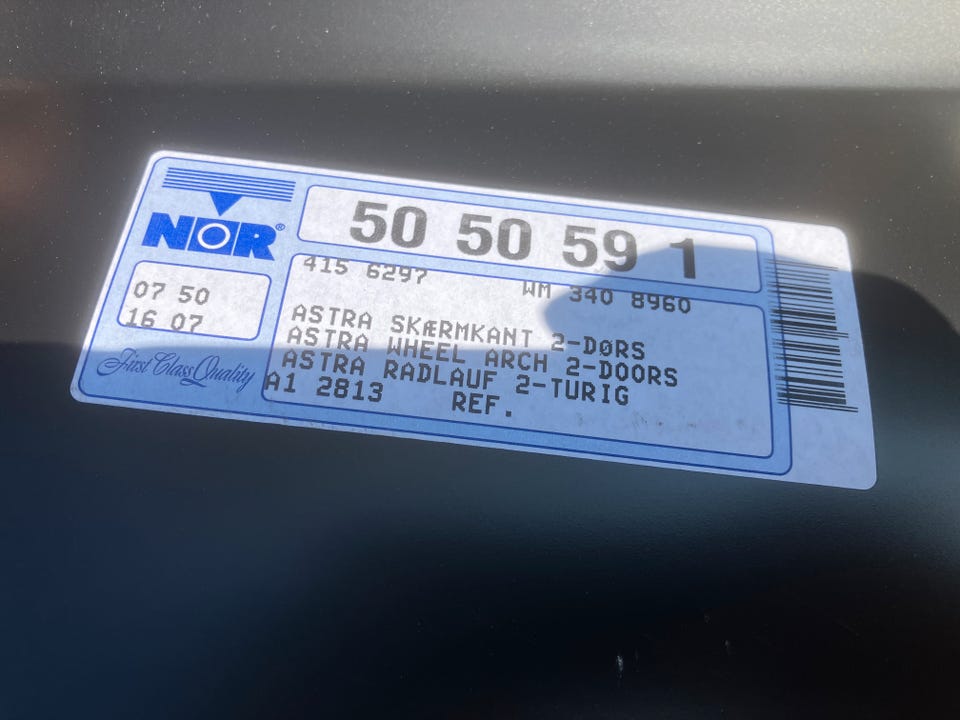 NOR®
50 50 59 1
415 6297 WM 340 8960
07 50
16 07
ASTRA SKÆRMKANT 2-DØRS
ASTRA WHEEL ARCH 2-DOORS
ASTRA RADLAUF 2-TURIG
A1 2813 REF.
First Class Quality